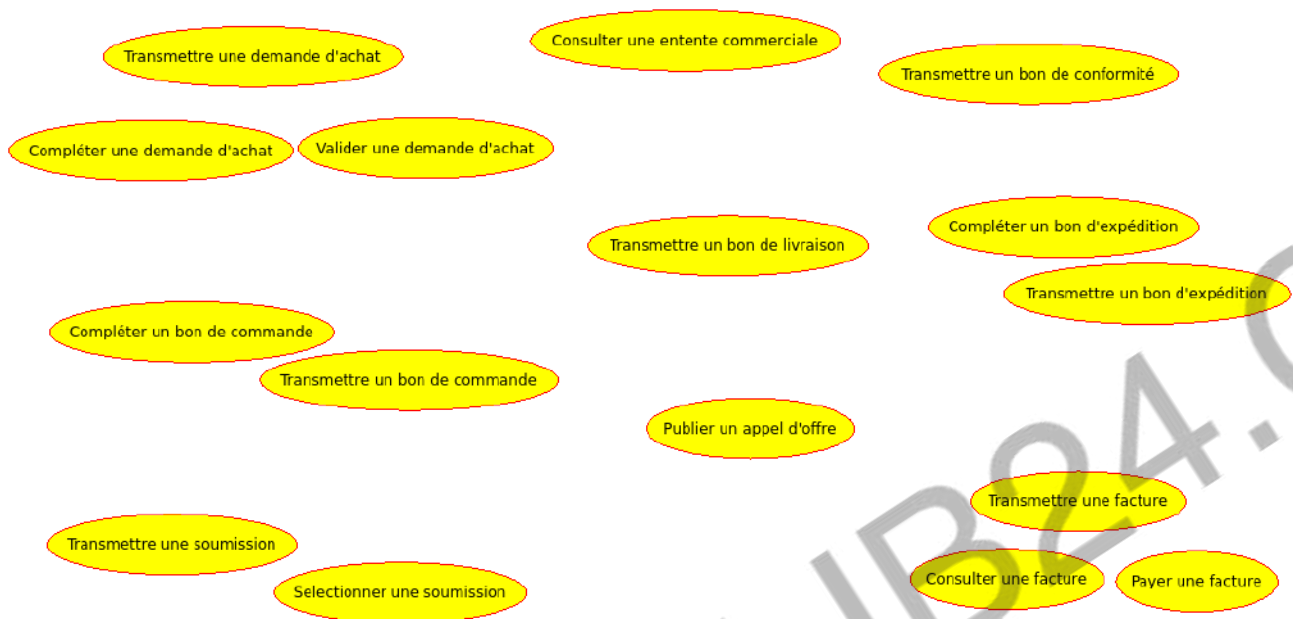 Transmettre une demande d'achat
Consulter une entente commerciale
Transmettre un bon de conformité
Compléter une demande d'achat
Valider une demande d'achat
Transmettre un bon de livraison
Compléter un bon d'expédition
Transmettre un bon d'expédition
Compléter un bon de commande
Transmettre un bon de commande
Publier un appel d'offre
Transmettre une facture
Transmettre une soumission
Selectionner une soumission
Consulter une facture
Payer une facture